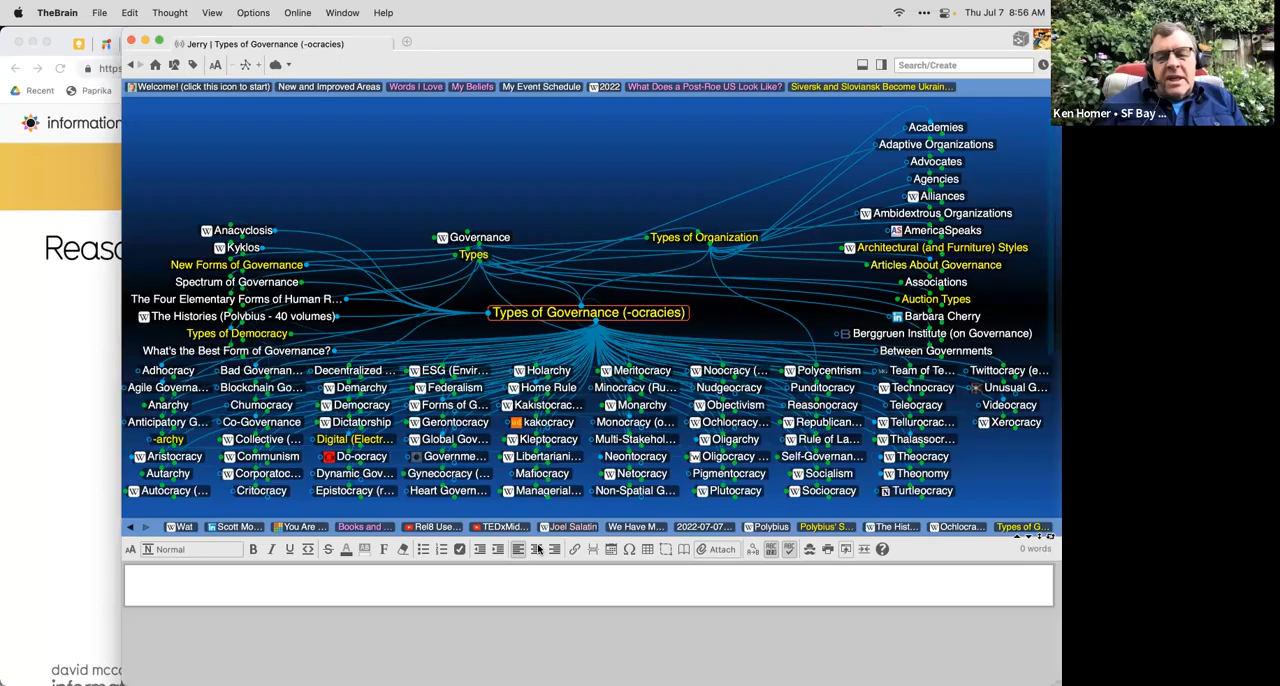 TheBrain File Edit Thought View Options Online Window Help Thu Jul 7 8:56 AM
Jerry | Types of Governance (-ocracies)
https
Search/Create
Recent Paprika
Welcome! (click this icon to start) New and Improved Areas Words I Love My Beliefs My Event Schedule 2022 What Does a Post-Roe US Look Like? Siversk and Sloviansk Become Ukrain...
Ken Homer • SF Bay ...
information
Reaso
Academies
Adaptive Organizations
Advocates
Agencies
Alliances
Ambidextrous Organizations
AmericaSpeaks
Architectural (and Furniture) Styles
Articles About Governance
Associations
Auction Types
Barbara Cherry
Berggruen Institute (on Governance)
Between Governments
Anacyclosis
Kyklos
New Forms of Governance
Spectrum of Governance
The Four Elementary Forms of Human R...
The Histories (Polybius - 40 volumes)
Types of Democracy
What's the Best Form of Governance?
Governance
Types
Types of Organization
Types of Governance (-ocracies)
Adhocracy Bad Governan... Decentralized ... ESG (Envir... Holarchy Meritocracy Noocracy (... Polycentrism Team of Te... Twittocracy (e...
Agile Governa... Blockchain Go... Demarchy Federalism Home Rule Minocracy (Ru... Nudgeocracy Punditocracy Technocracy Unusual G...
Anarchy Chumocracy Democracy Forms of G... Kakistocrac... Monarchy Objectivism Reasonocracy Teleocracy Videocracy
Anticipatory G... Co-Governance Dictatorship Gerontocracy kakocracy Monocracy (o... Ochlocracy... Republican... Tellurocrac... Xerocracy
-archy Collective (... Digital (Electr... Global Gov... Kleptocracy Multi-Stakehol... Oligarchy Rule of La... Thalassocr...
Aristocracy Communism Do-ocracy Governme... Libertariani... Neontocracy Oligocracy ... Self-Governan... Theocracy
Autarchy Corporatoc... Dynamic Gov... Gynecocracy (... Mafiocracy Netocracy Pigmentocracy Socialism Theonomy
Autocracy (... Critocracy Epistocracy (r... Heart Govern... Managerial... Non-Spatial G... Plutocracy Sociocracy Turtleocracy
Wat Scott Mo... You Are ... Books and ... Rel8 Use... TEDxMid... Joel Salatin We Have M... 2022-07-07... Polybius Polybius' S... The Hist... Ochlocra... Types of G...
Normal B I U Attach 0 words
david mccc